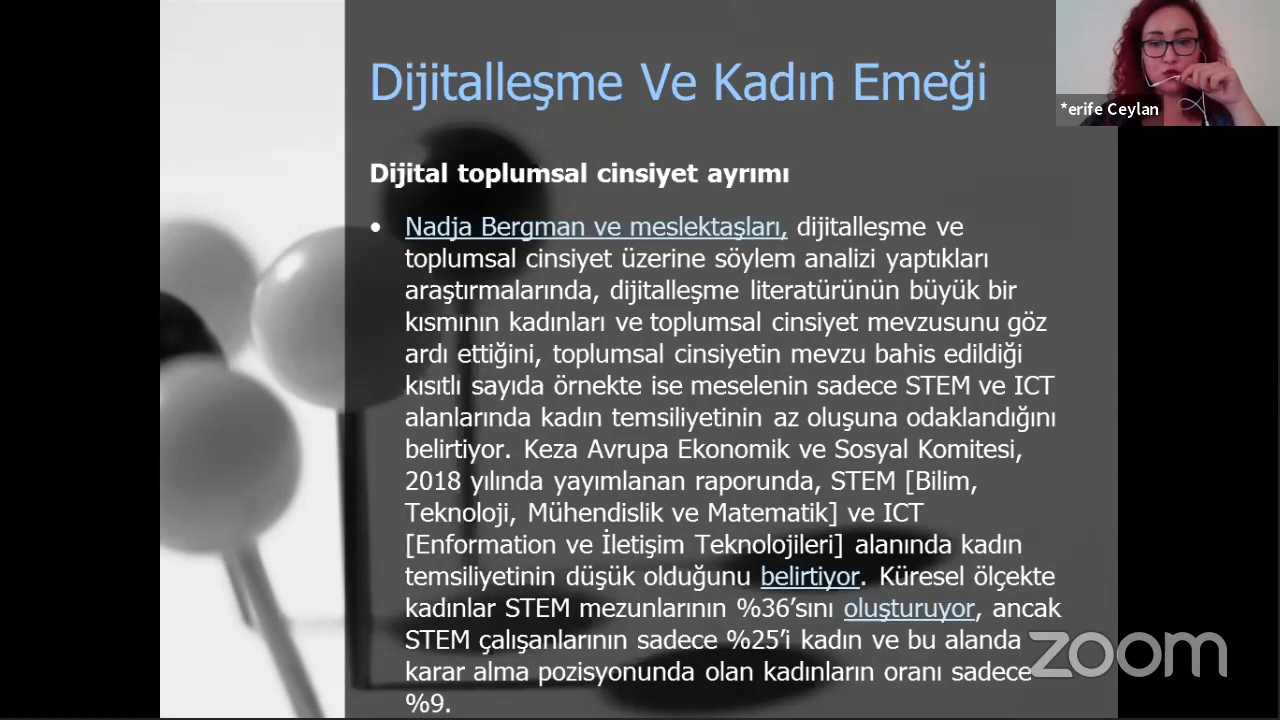 Dijitalleşme Ve Kadın Emeği
*erife Ceylan
Dijital toplumsal cinsiyet ayrımı
• Nadja Bergman ve meslektaşları, dijitalleşme ve
toplumsal cinsiyet üzerine söylem analizi yaptıkları
araştırmalarında, dijitalleşme literatürünün büyük bir
kısmının kadınları ve toplumsal cinsiyet mevzusunu göz
ardı ettiğini, toplumsal cinsiyetin mevzu bahis edildiği
kısıtlı sayıda örnekte ise meselenin sadece STEM ve ICT
alanlarında kadın temsiliyetinin az oluşuna odaklandığını
belirtiyor. Keza Avrupa Ekonomik ve Sosyal Komitesi,
2018 yılında yayımlanan raporunda, STEM [Bilim,
Teknoloji, Mühendislik ve Matematik] ve ICT
[Enformation ve İletişim Teknolojileri] alanında kadın
temsiliyetinin düşük olduğunu belirtiyor. Küresel ölçekte
kadınlar STEM mezunlarının %36’sını oluşturuyor, ancak
STEM çalışanlarının sadece %25’i kadın ve bu alanda
karar alma pozisyonunda olan kadınların oranı sadece
%9.
zoom